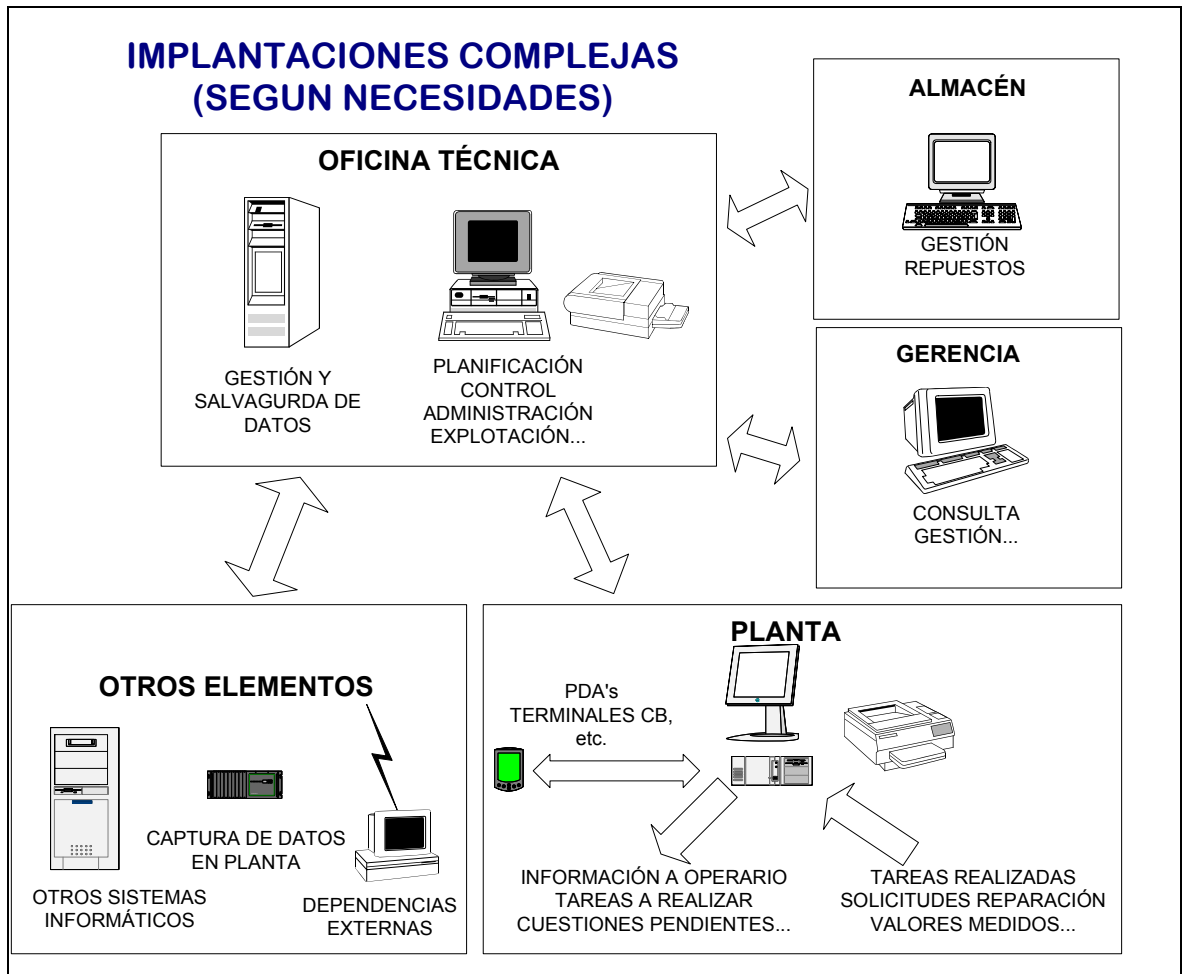 IMPLANTACIONES COMPLEJAS
(SEGUN NECESIDADES)
OFICINA TÉCNICA
GESTIÓN Y
SALVAGURDA DE
DATOS
PLANIFICACIÓN
CONTROL
ADMINISTRACIÓN
EXPLOTACIÓN...
ALMACÉN
GESTIÓN
REPUESTOS
GERENCIA
CONSULTA
GESTIÓN...
OTROS ELEMENTOS
OTROS SISTEMAS
INFORMÁTICOS
CAPTURA DE DATOS
EN PLANTA
DEPENDENCIAS
EXTERNAS
PLANTA
PDA's
TERMINALES CB,
etc.
INFORMACIÓN A OPERARIO
TAREAS A REALIZAR
CUESTIONES PENDIENTES...
TAREAS REALIZADAS
SOLICITUDES REPARACIÓN
VALORES MEDIDOS...